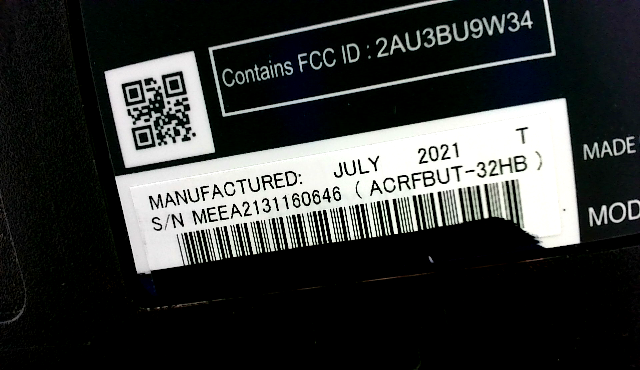 Contains FCC ID : 2AU3BU9W34
MANUFACTURED: JULY 2021 T
S/N MEEA2131160646 ( ACRFBUT-32HB )
MADE
MOD